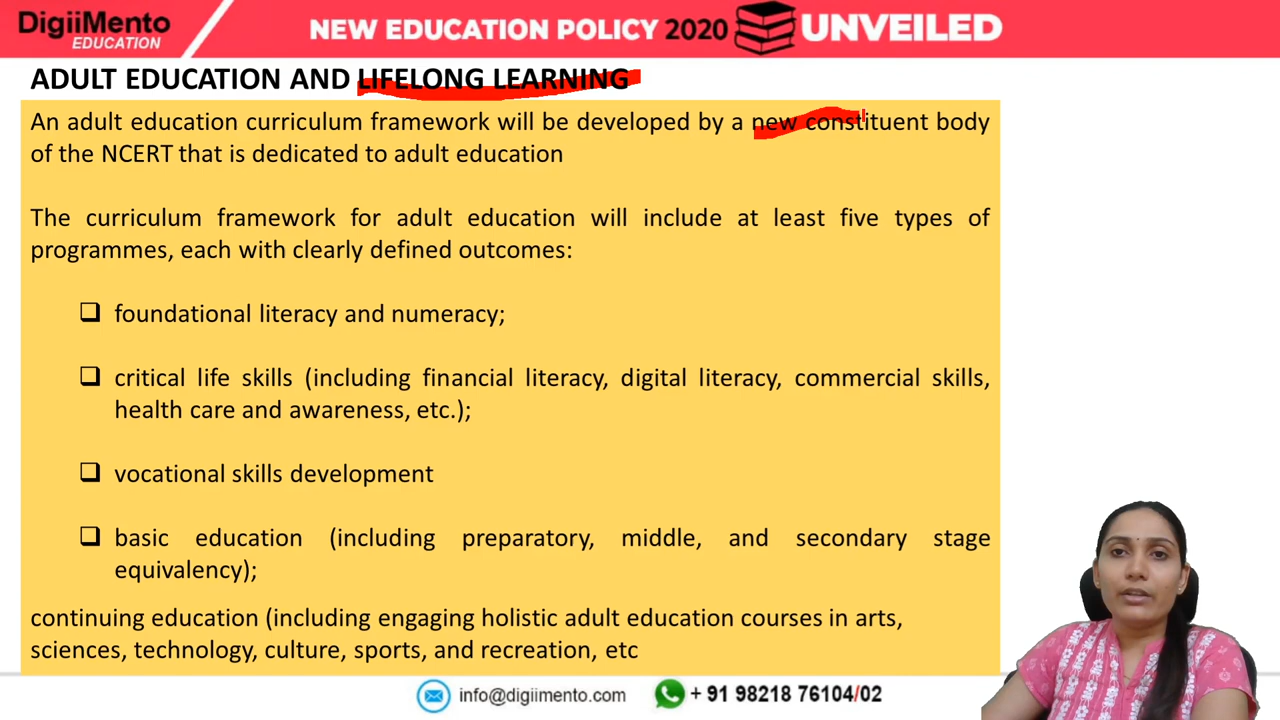 DigiiMento
EDUCATION
NEW EDUCATION POLICY 2020 UNVEILED
ADULT EDUCATION AND LIFELONG LEARNING
An adult education curriculum framework will be developed by a new constituent body
of the NCERT that is dedicated to adult education
The curriculum framework for adult education will include at least five types of
programmes, each with clearly defined outcomes:
❑ foundational literacy and numeracy;
❑ critical life skills (including financial literacy, digital literacy, commercial skills,
health care and awareness, etc.);
❑ vocational skills development
❑ basic education (including preparatory, middle, and secondary stage
equivalency);
continuing education (including engaging holistic adult education courses in arts,
sciences, technology, culture, sports, and recreation, etc
info@digiimento.com + 91 98218 76104/02